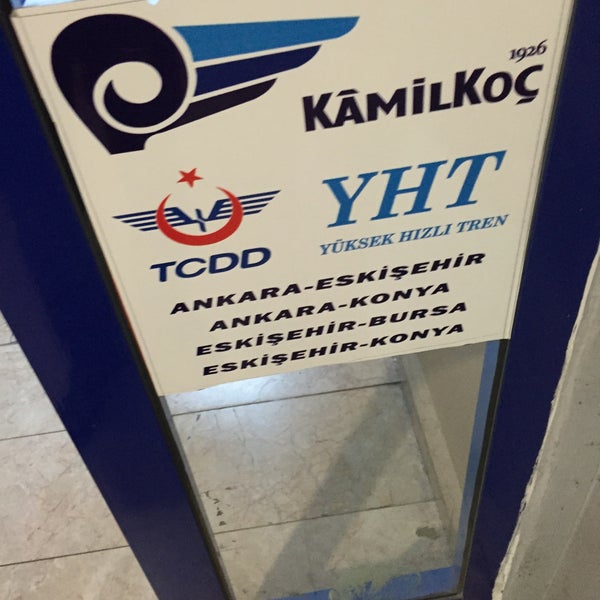 1926
KÂMİLKOÇ
TCDD
YHT
YÜKSEK HIZLI TREN
ANKARA-ESKİŞEHİR
ANKARA-KONYA
ESKİŞEHİR-BURSA
ESKİŞEHİR-KONYA